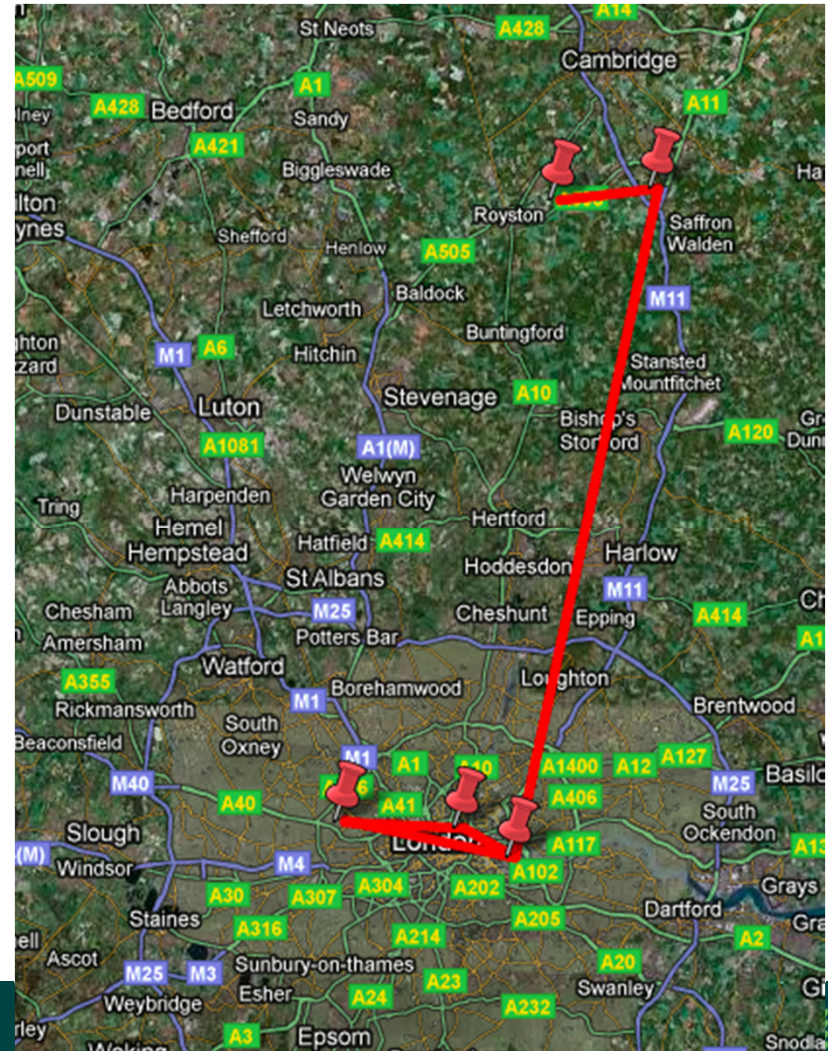 A14
St Neots
A428
Cambridge
A509
A1
A11
A428
Bedford
Sandy
A421
Biggleswade
Royston
Saffron
Walden
Shefford
Henlow
A505
Baldock
M11
Letchworth
Buntingford
M1
A6
Hitchin
Stansted
Mountfitchet
Stevenage
A10
Dunstable
Luton
Bishop's
Stortford
A120
A1081
A1(M)
Welwyn
Garden City
Harpenden
Tring
Hertford
Hemel
Hempstead
Hatfield
A414
Harlow
Hoddesdon
St Albans
Abbots
Langley
M11
Chesham
M25
Cheshunt
Epping
A414
Amersham
Potters Bar
Watford
Loughton
A355
Borehamwood
M1
Brentwood
Rickmansworth
South
Oxney
Beaconsfield
M1
A1
A10
A1400
A12
A127
M40
M25
A40
A41
A406
South
Ockendon
Slough
London
A117
Windsor
M4
A102
A30
A307
A304
A202
Grays
Staines
A205
Dartford
A316
A214
A2
Ascot
Sunbury-on-thames
A20
M25
M3
A23
Swanley
Weybridge
Esher
A24
A232
A3
Epsom
Woking